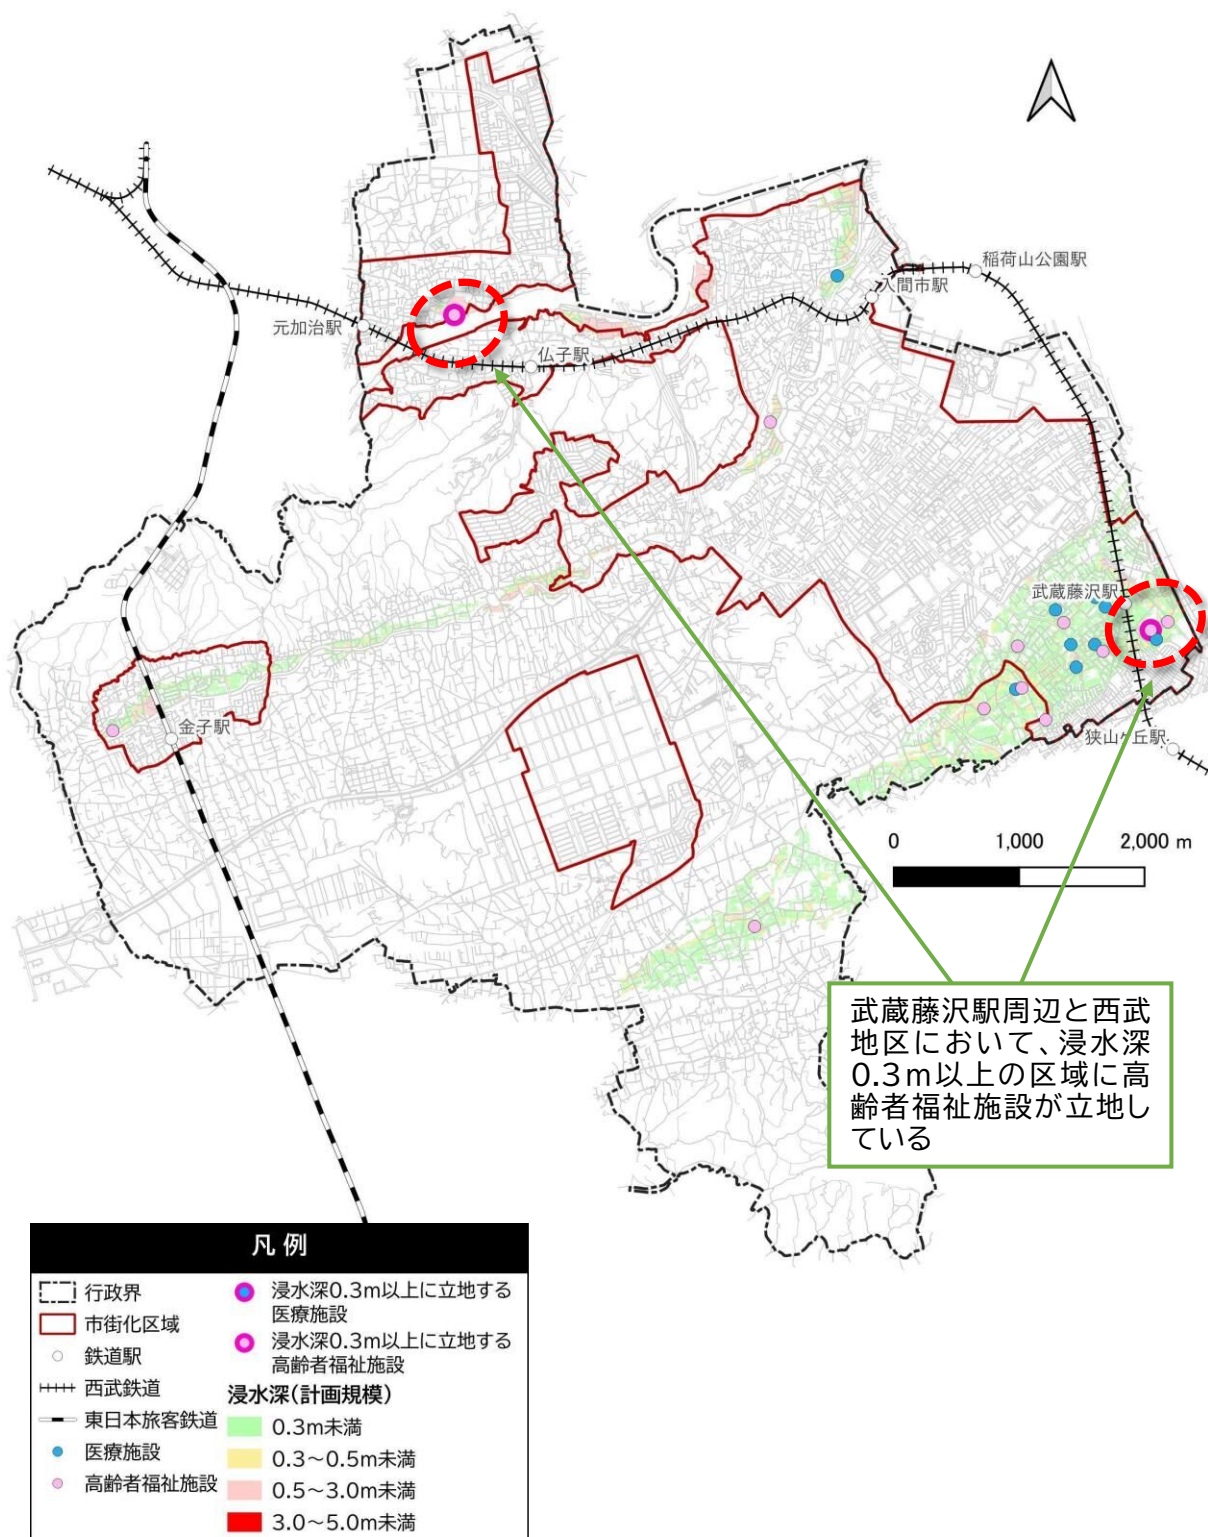 稲荷山公園駅
入間市駅
元加治駅
仏子駅
武蔵藤沢駅
金子駅
狭山ヶ丘駅
0 1,000 2,000 m
武蔵藤沢駅周辺と西武
地区において、浸水深
0.3m以上の区域に高
齢者福祉施設が立地し
ている
凡例
行政界
市街化区域
鉄道駅
西武鉄道
東日本旅客鉄道
医療施設
高齢者福祉施設
浸水深0.3m以上に立地する
医療施設
浸水深0.3m以上に立地する
高齢者福祉施設
浸水深(計画規模)
0.3m未満
0.3～0.5m未満
0.5～3.0m未満
3.0～5.0m未満